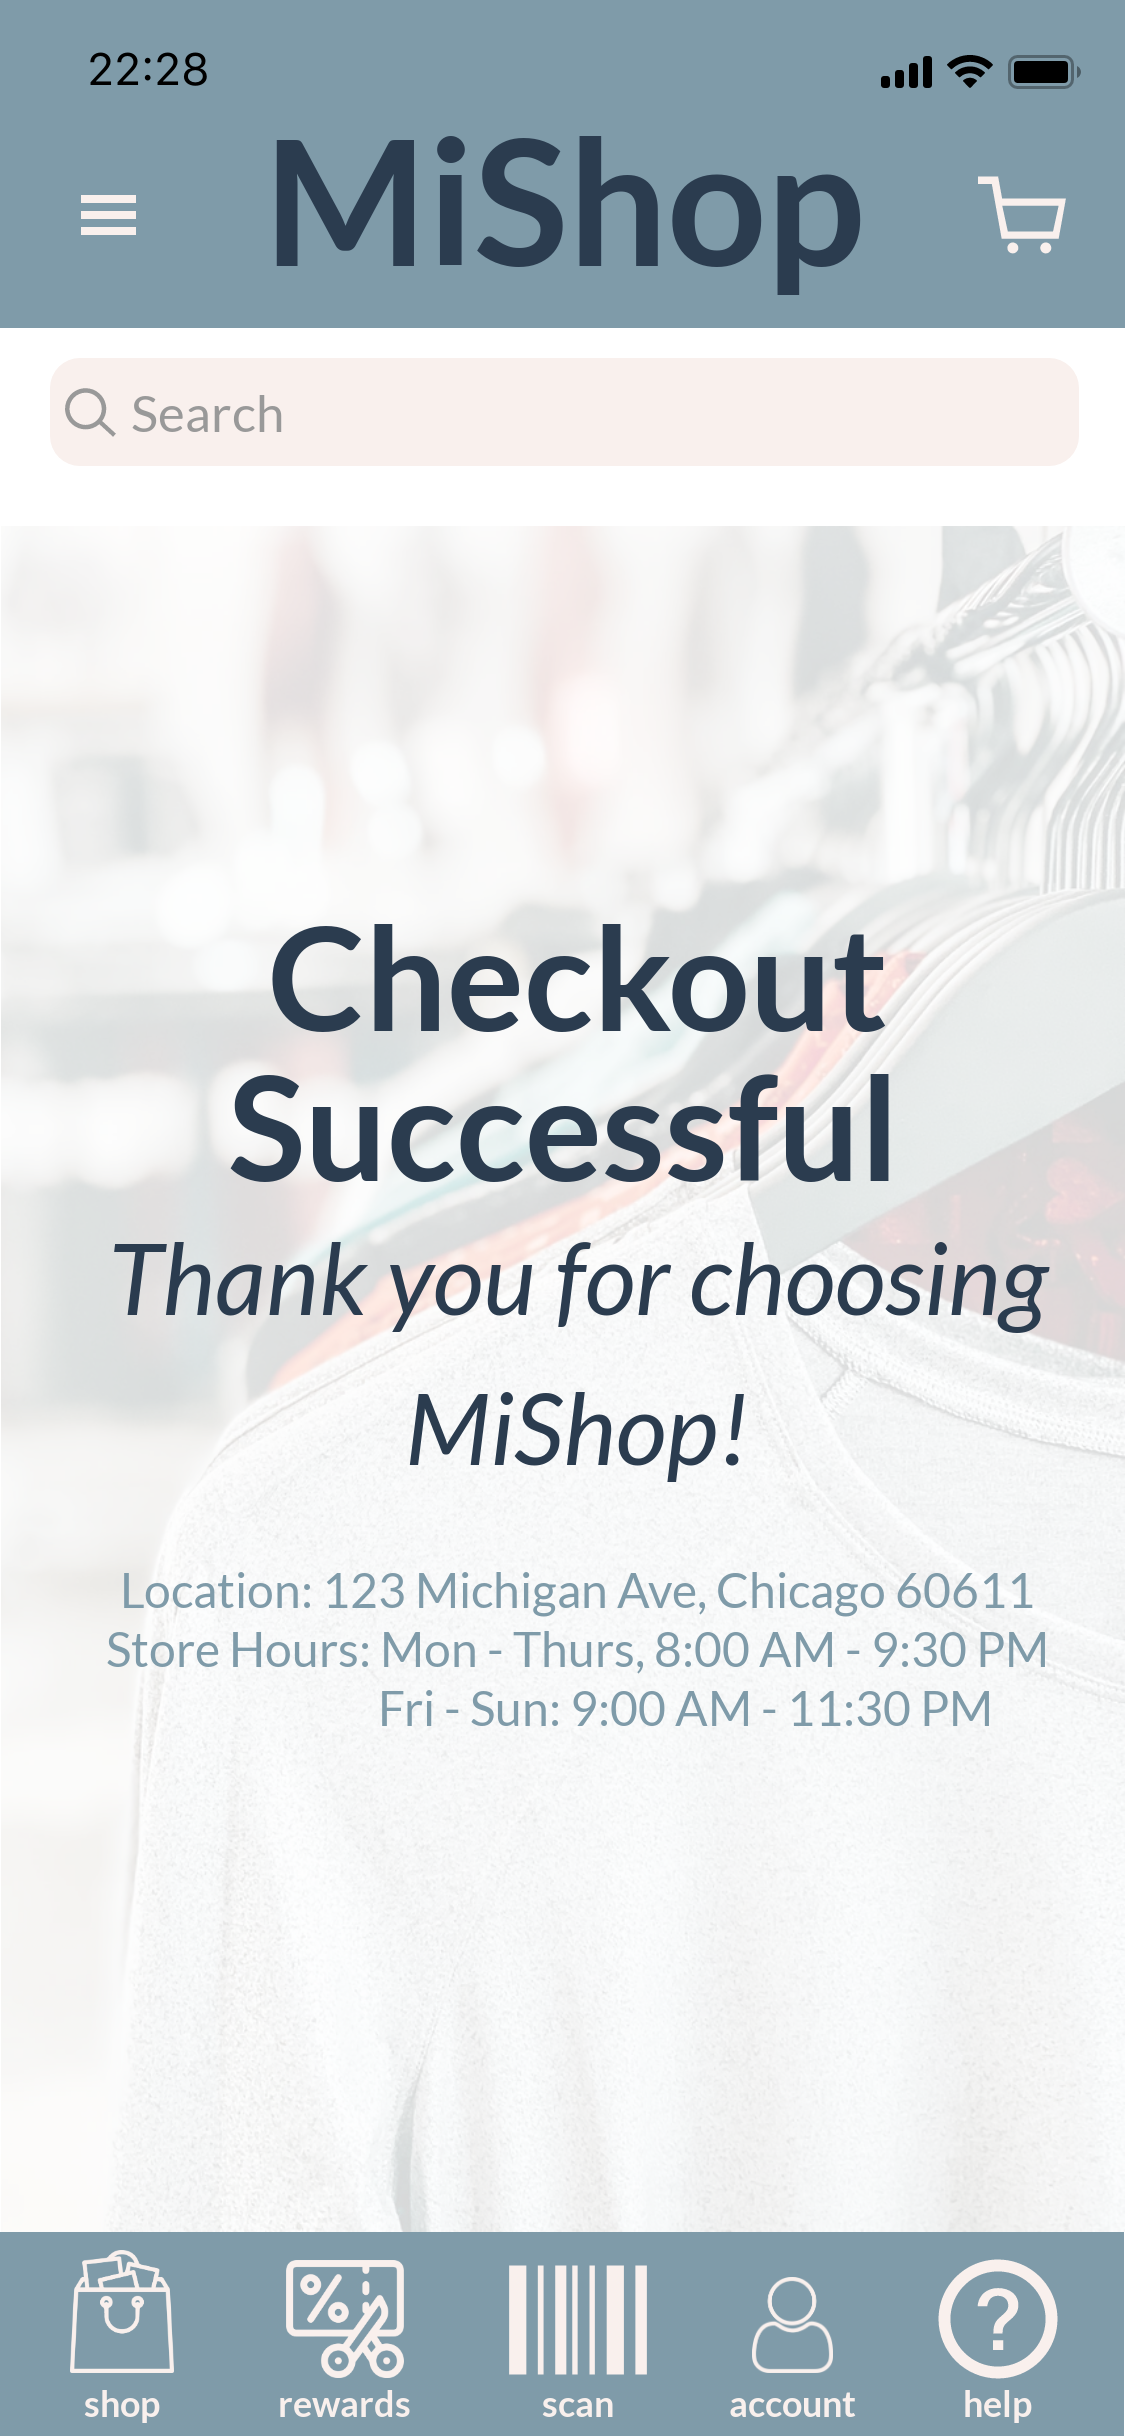 22:28
MiShop
Search
Checkout
Successful
Thank you for choosing
MiShop!
Location: 123 Michigan Ave, Chicago 60611
Store Hours: Mon - Thurs, 8:00 AM - 9:30 PM
Fri - Sun: 9:00 AM - 11:30 PM
shop rewards scan account help